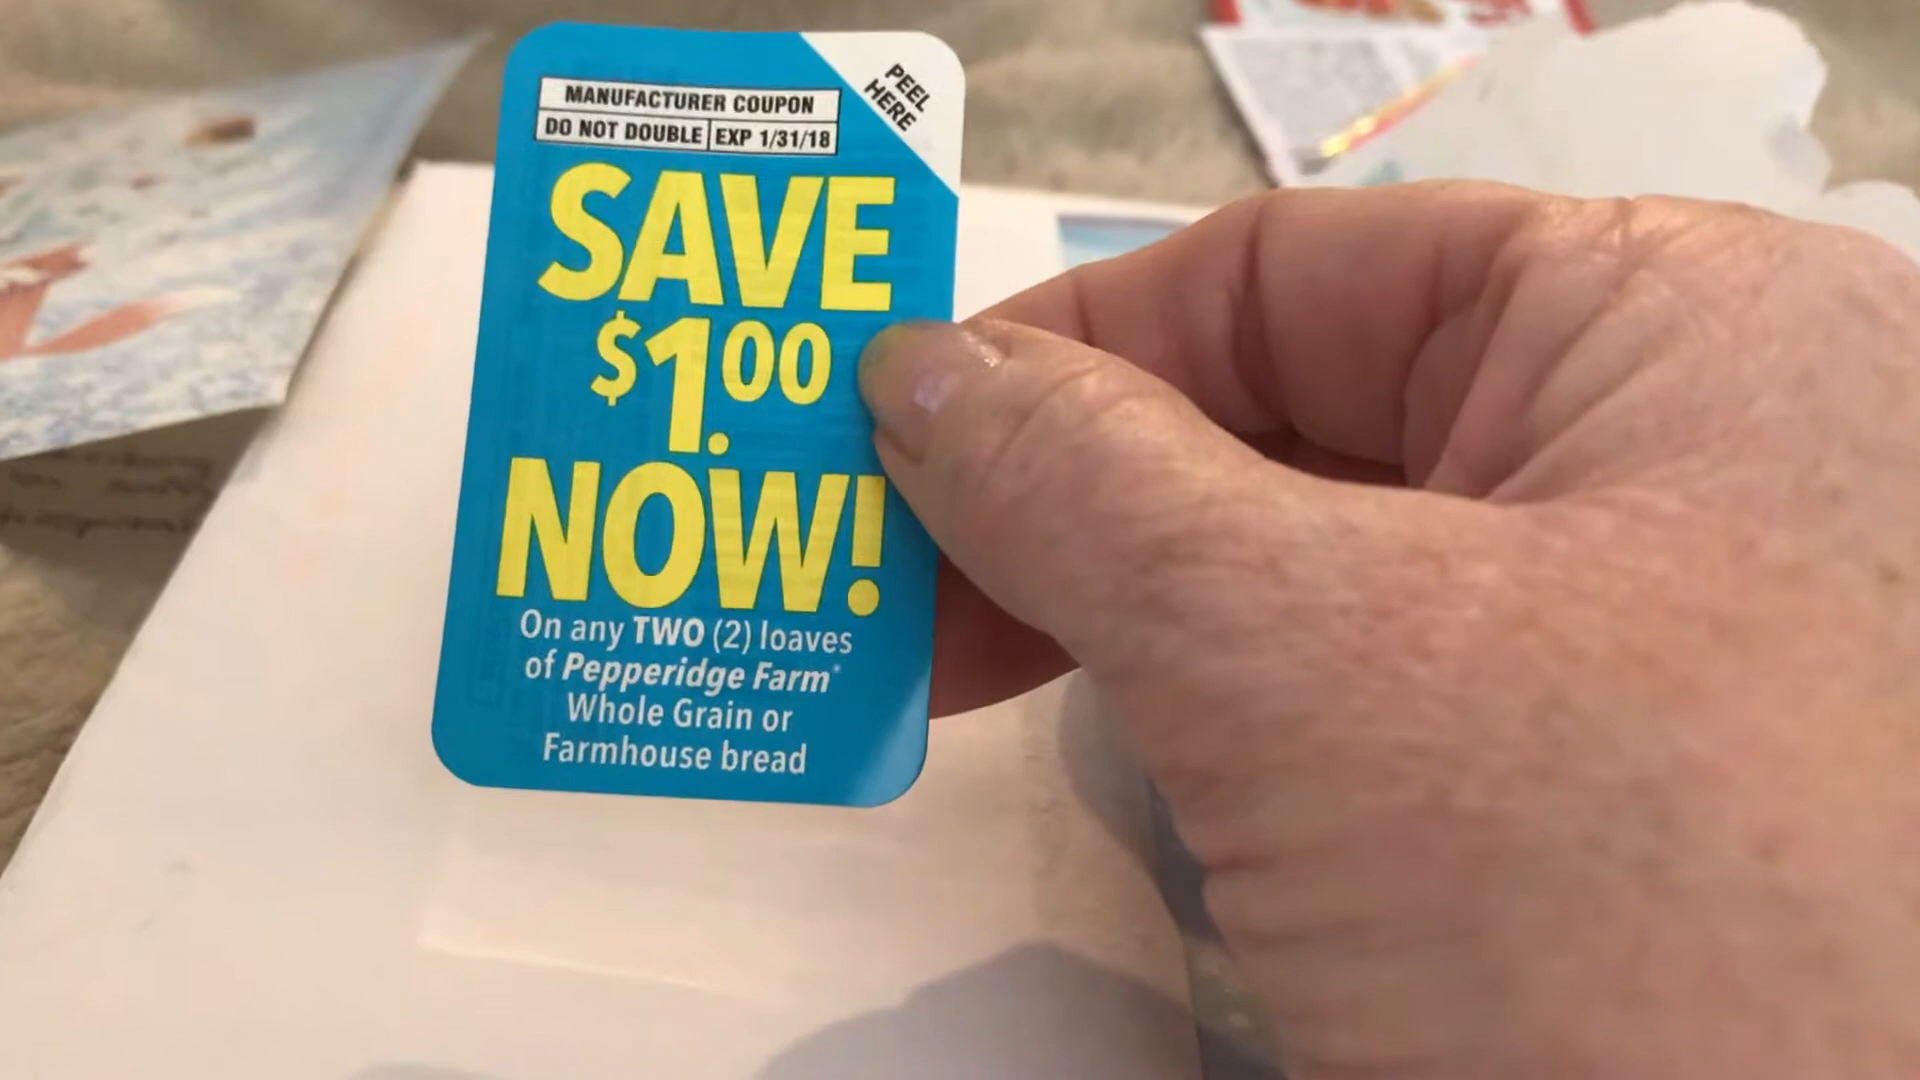 PEEL
HERE
MANUFACTURER COUPON
DO NOT DOUBLE EXP 1/31/18
SAVE
$1.00
NOW!
On any TWO (2) loaves
of Pepperidge Farm
Whole Grain or
Farmhouse bread